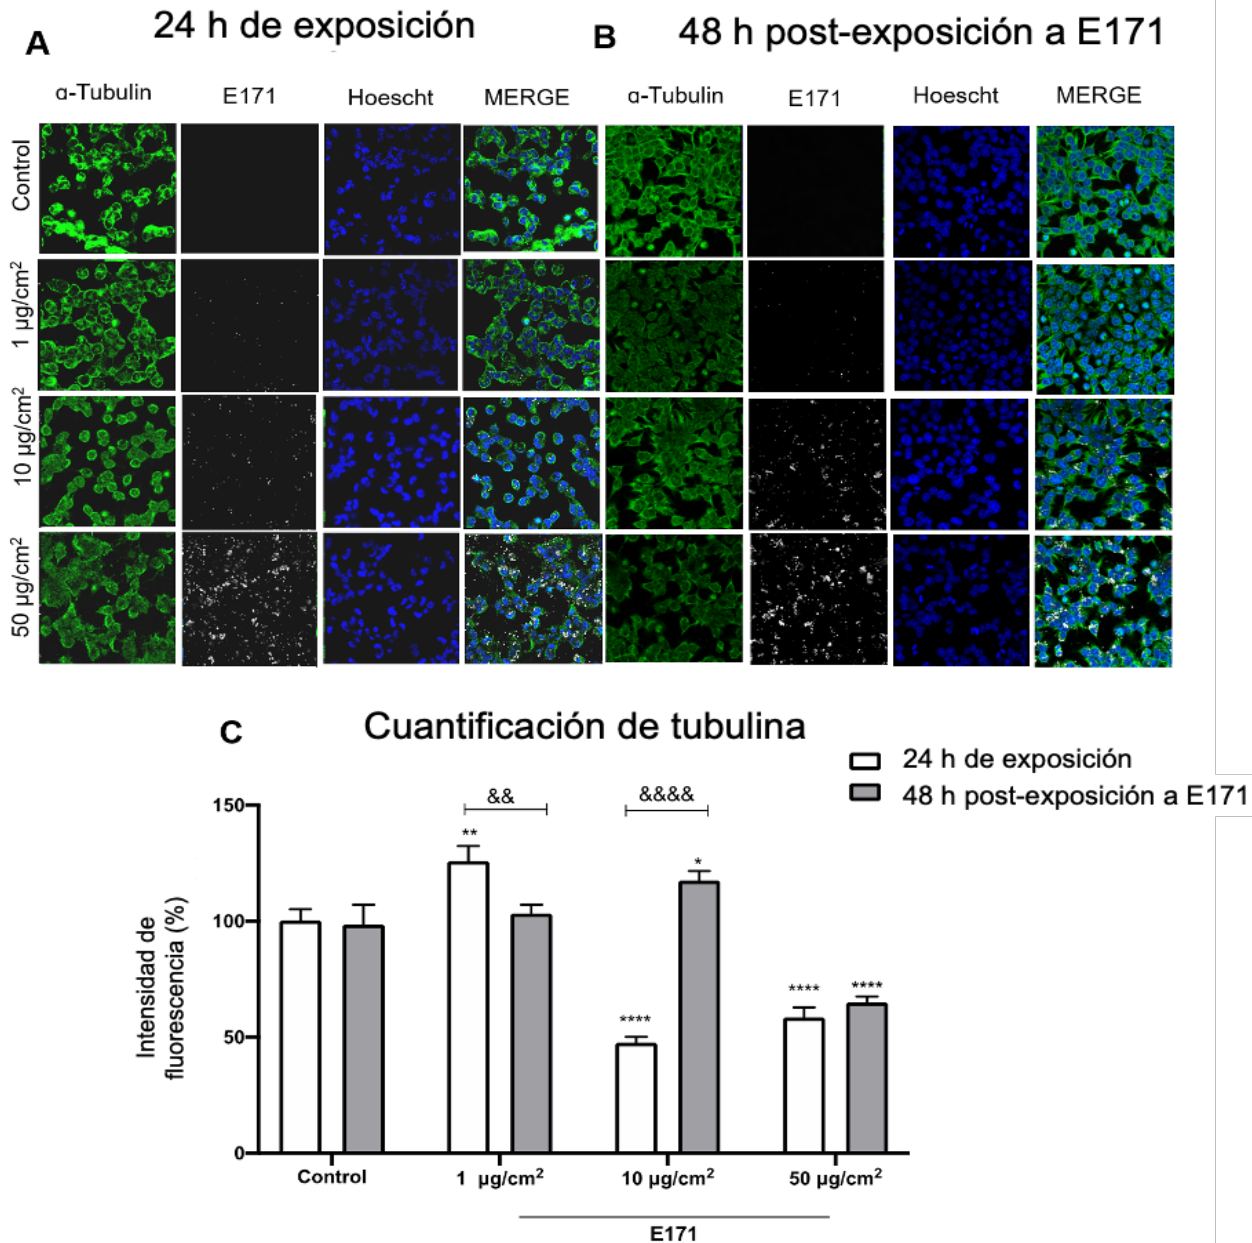 A
24 h de exposición
B
48 h post-exposición a E171
α-Tubulin
E171
Hoescht
MERGE
α-Tubulin
E171
Hoescht
MERGE
Control
1 µg/cm²
10 µg/cm²
50 µg/cm²
C
Cuantificación de tubulina
24 h de exposición
48 h post-exposición a E171
Intensidad de
fluorescencia (%)
150
100
50
0
&&
&&&&
**
****
*
****
****
Control
1 µg/cm²
10 µg/cm²
50 µg/cm²
E171